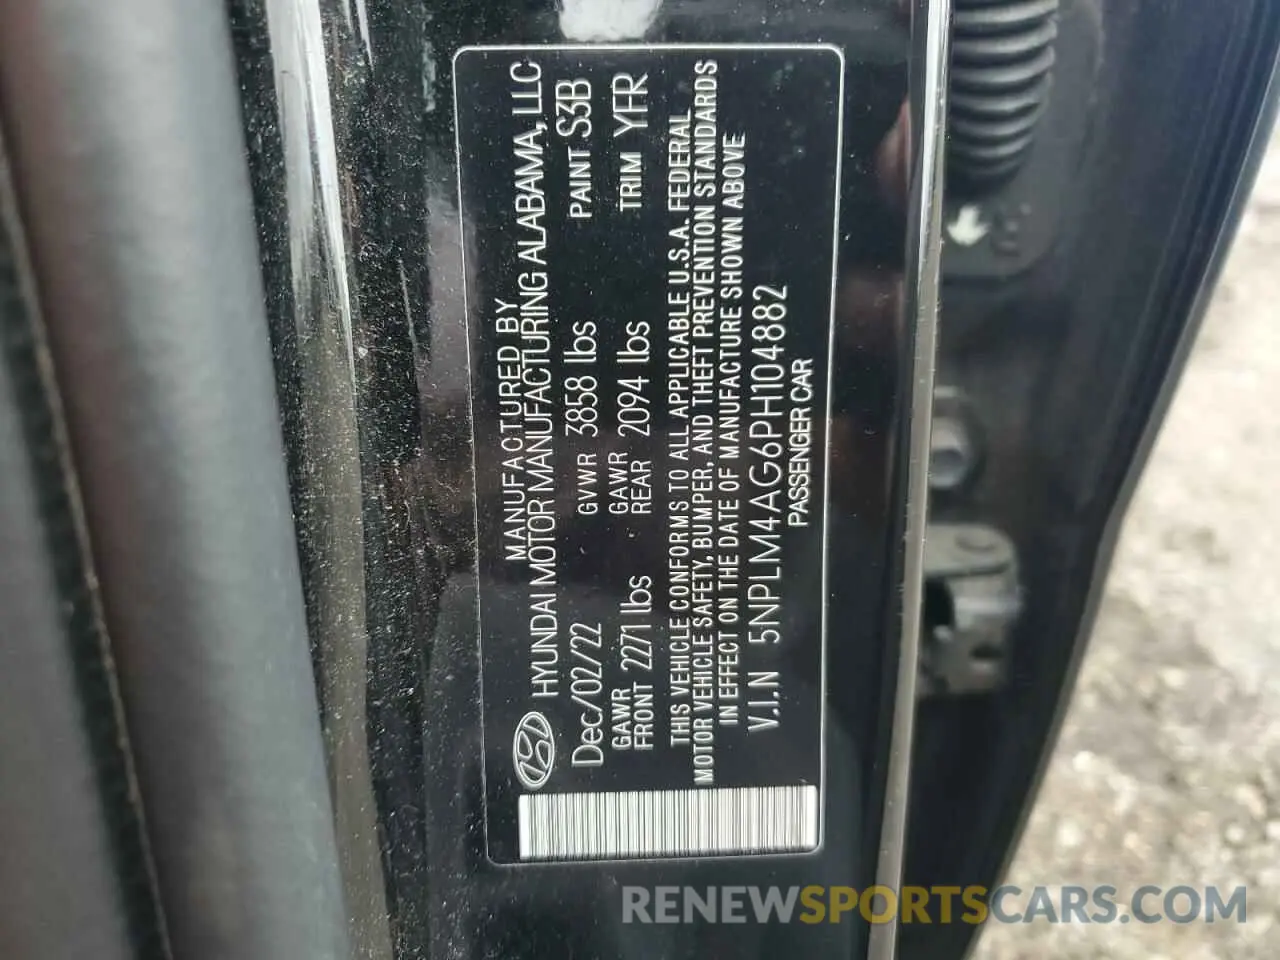 MANUFACTURED BY
HYUNDAI MOTOR MANUFACTURING ALABAMA, LLC
Dec/02/22 GVWR 3858 lbs PAINT S3B
GAWR FRONT 2271 lbs GAWR REAR 2094 lbs TRIM YFR
THIS VEHICLE CONFORMS TO ALL APPLICABLE U.S.A. FEDERAL
MOTOR VEHICLE SAFETY, BUMPER, AND THEFT PREVENTION STANDARDS
IN EFFECT ON THE DATE OF MANUFACTURE SHOWN ABOVE
V.I.N 5NPLM4AG6PH104882
PASSENGER CAR
RENEWSPORTSCARS.COM